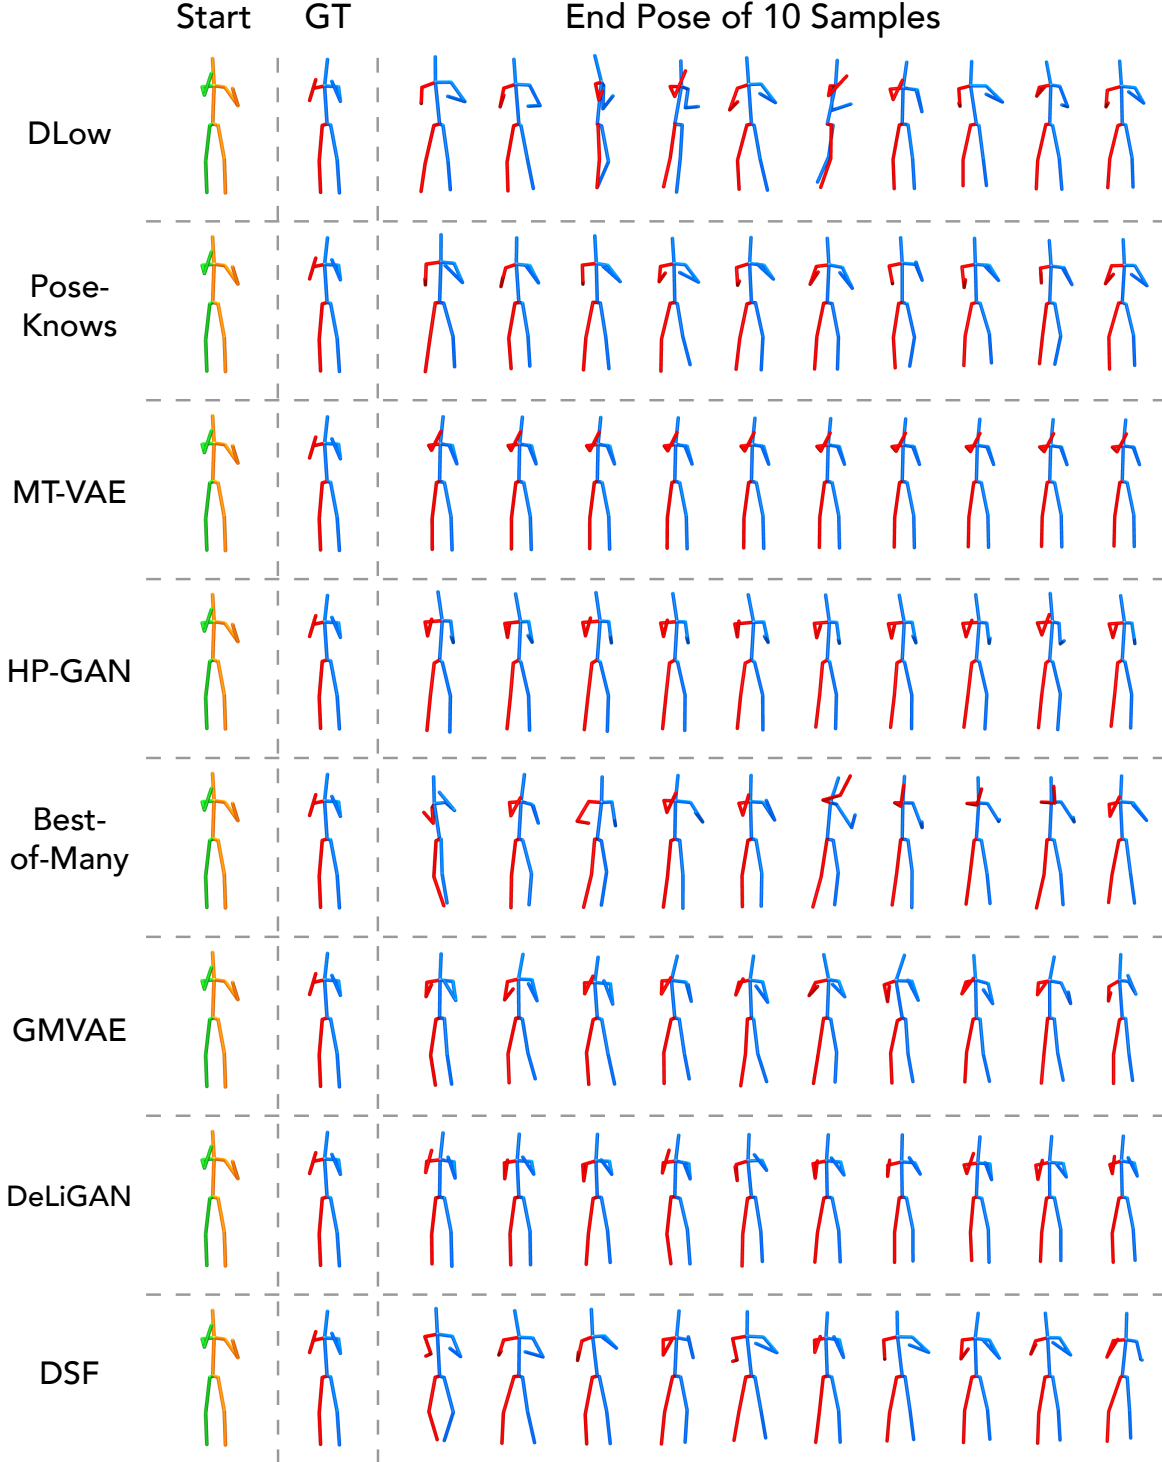 Start GT End Pose of 10 Samples
DLow
Pose-
Knows
MT-VAE
HP-GAN
Best-
of-Many
GMVAE
DeLiGAN
DSF